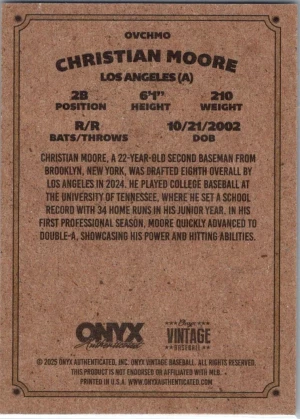 OVCHMO
CHRISTIAN MOORE
LOS ANGELES (A)
2B 6'1" 210
POSITION HEIGHT WEIGHT
R/R 10/21/2002
BATS/THROWS DOB
CHRISTIAN MOORE, A 22-YEAR-OLD SECOND BASEMAN FROM
BROOKLYN, NEW YORK, WAS DRAFTED EIGHTH OVERALL BY
LOS ANGELES IN 2024. HE PLAYED COLLEGE BASEBALL AT
THE UNIVERSITY OF TENNESSEE, WHERE HE SET A SCHOOL
RECORD WITH 34 HOME RUNS IN HIS JUNIOR YEAR. IN HIS
FIRST PROFESSIONAL SEASON, MOORE QUICKLY ADVANCED TO
DOUBLE-A, SHOWCASING HIS POWER AND HITTING ABILITIES.
ONYX
Authenticated
Onyx
VINTAGE
BASEBALL
© 2025 ONYX AUTHENTICATED, INC. ONYX VINTAGE BASEBALL. ALL RIGHTS RESERVED.
THIS PRODUCT IS NOT ENDORSED OR AFFILIATED WITH MLB.
PRINTED IN U.S.A. WWW.ONYXAUTHENTICATED.COM